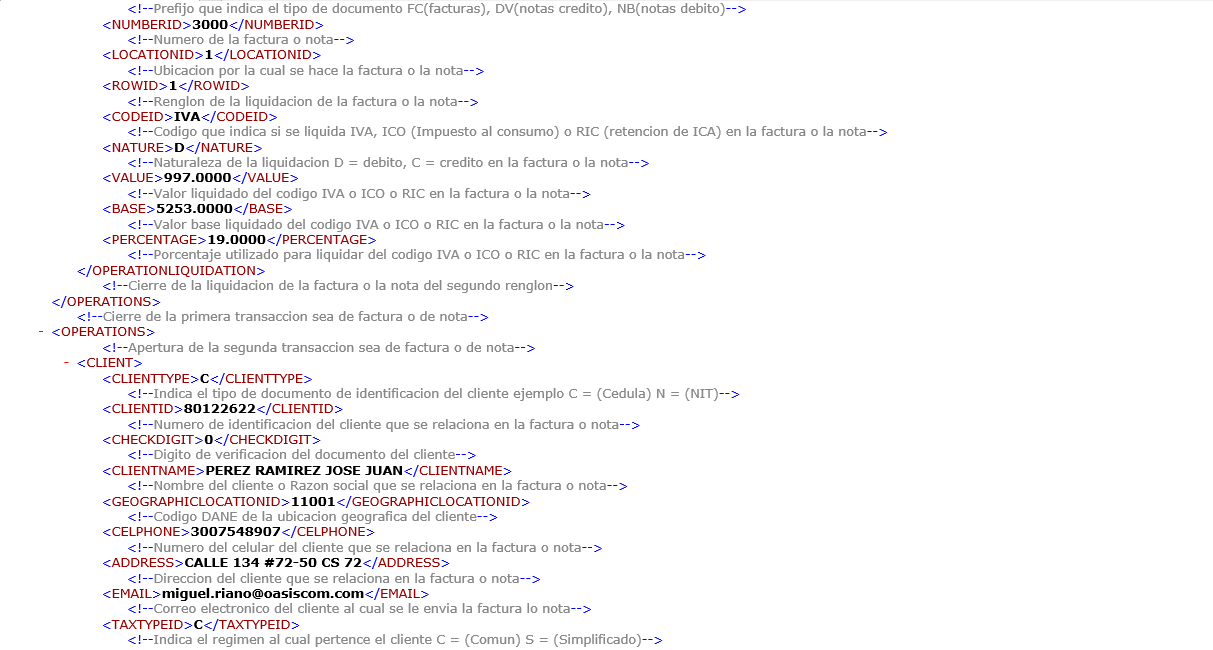 <!--Prefijo que indica el tipo de documento FC(facturas), DV(notas credito), NB(notas debito)-->
<NUMBERID>3000</NUMBERID>
<!--Numero de la factura o nota-->
<LOCATIONID>1</LOCATIONID>
<!--Ubicacion por la cual se hace la factura o la nota-->
<ROWID>1</ROWID>
<!--Renglon de la liquidacion de la factura o la nota-->
<CODEID>IVA</CODEID>
<!--Codigo que indica si se liquida IVA, ICO (Impuesto al consumo) o RIC (retencion de ICA) en la factura o la nota-->
<NATURE>D</NATURE>
<!--Naturaleza de la liquidacion D = debito, C = credito en la factura o la nota-->
<VALUE>997.0000</VALUE>
<!--Valor liquidado del codigo IVA o ICO o RIC en la factura o la nota-->
<BASE>5253.0000</BASE>
<!--Valor base liquidado del codigo IVA o ICO o RIC en la factura o la nota-->
<PERCENTAGE>19.0000</PERCENTAGE>
<!--Porcentaje utilizado para liquidar del codigo IVA o ICO o RIC en la factura o la nota-->
</OPERATIONLIQUIDATION>
<!--Cierre de la liquidacion de la factura o la nota del segundo renglon-->
</OPERATIONS>
<!--Cierre de la primera transaccion sea de factura o de nota-->
- <OPERATIONS>
<!--Apertura de la segunda transaccion sea de factura o de nota-->
- <CLIENT>
<CLIENTTYPE>C</CLIENTTYPE>
<!--Indica el tipo de documento de identificacion del cliente ejemplo C = (Cedula) N = (NIT)-->
<CLIENTID>80122622</CLIENTID>
<!--Numero de identificacion del cliente que se relaciona en la factura o nota-->
<CHECKDIGIT>0</CHECKDIGIT>
<!--Digito de verificacion del documento del cliente-->
<CLIENTNAME>PEREZ RAMIREZ JOSE JUAN</CLIENTNAME>
<!--Nombre del cliente o Razon social que se relaciona en la factura o nota-->
<GEOGRAPHICLOCATIONID>11001</GEOGRAPHICLOCATIONID>
<!--Codigo DANE de la ubicacion geografica del cliente-->
<CELPHONE>3007548907</CELPHONE>
<!--Numero del celular del cliente que se relaciona en la factura o nota-->
<ADDRESS>CALLE 134 #72-50 CS 72</ADDRESS>
<!--Direccion del cliente que se relaciona en la factura o nota-->
<EMAIL>miguel.riano@oasiscom.com</EMAIL>
<!--Correo electronico del cliente al cual se le envia la factura lo nota-->
<TAXTYPEID>C</TAXTYPEID>
<!--Indica el regimen al cual pertence el cliente C = (Comun) S = (Simplificado)-->